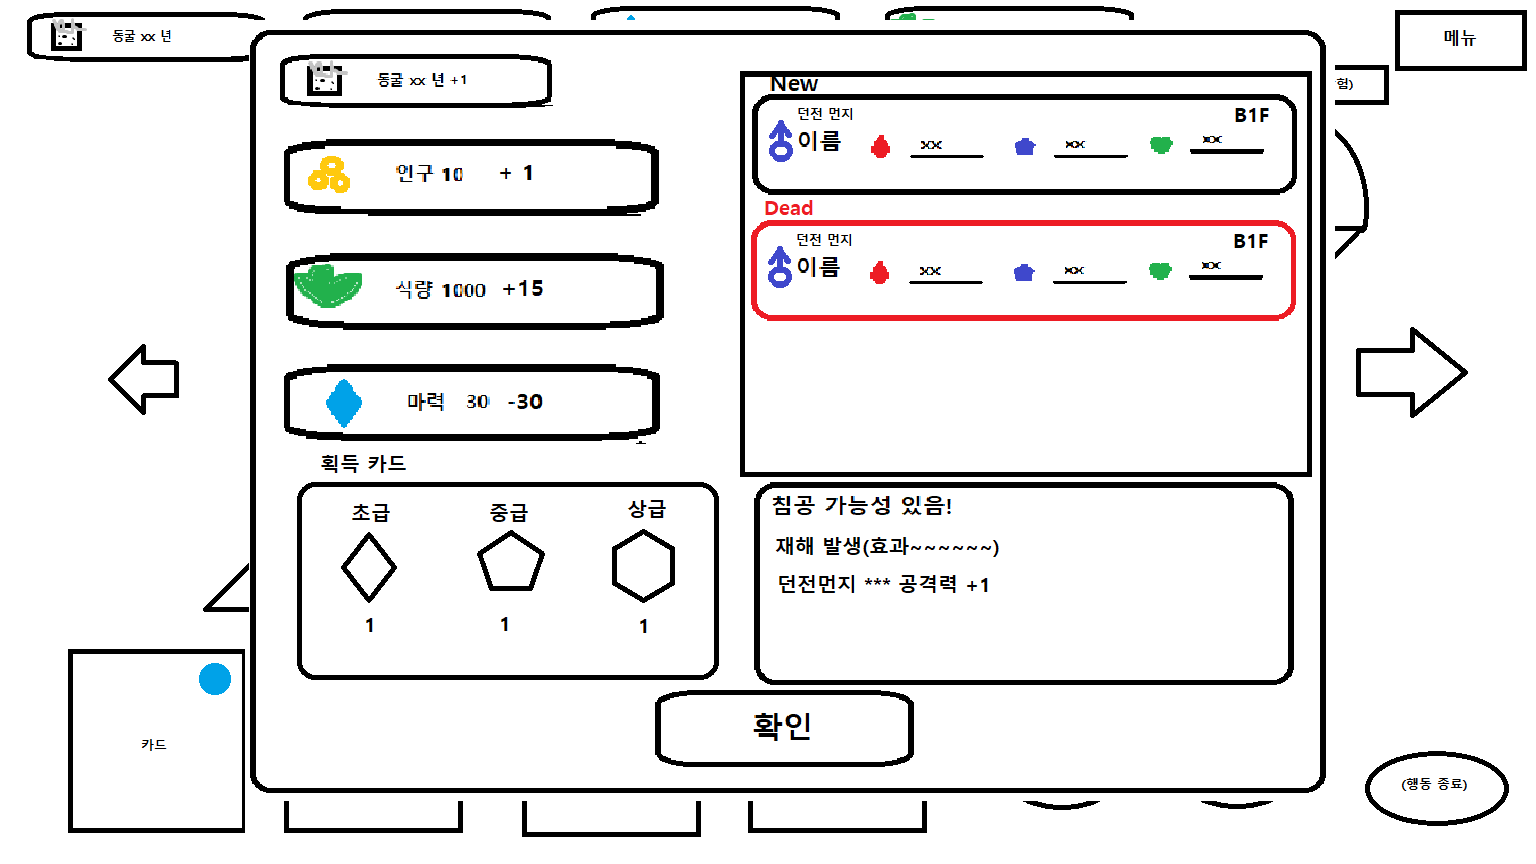 동굴 xx 년
메뉴
험)
동굴 xx 년 +1
인구 10 + 1
식량 1000 +15
마력 30 -30
획득 카드
초급 중급 상급
1 1 1
New
던전 먼지 B1F
이름 xx xx xx
Dead
던전 먼지 B1F
이름 xx xx xx
침공 가능성 있음!
재해 발생(효과~~~~~~)
던전먼지 *** 공격력 +1
확인
카드
(행동 종료)